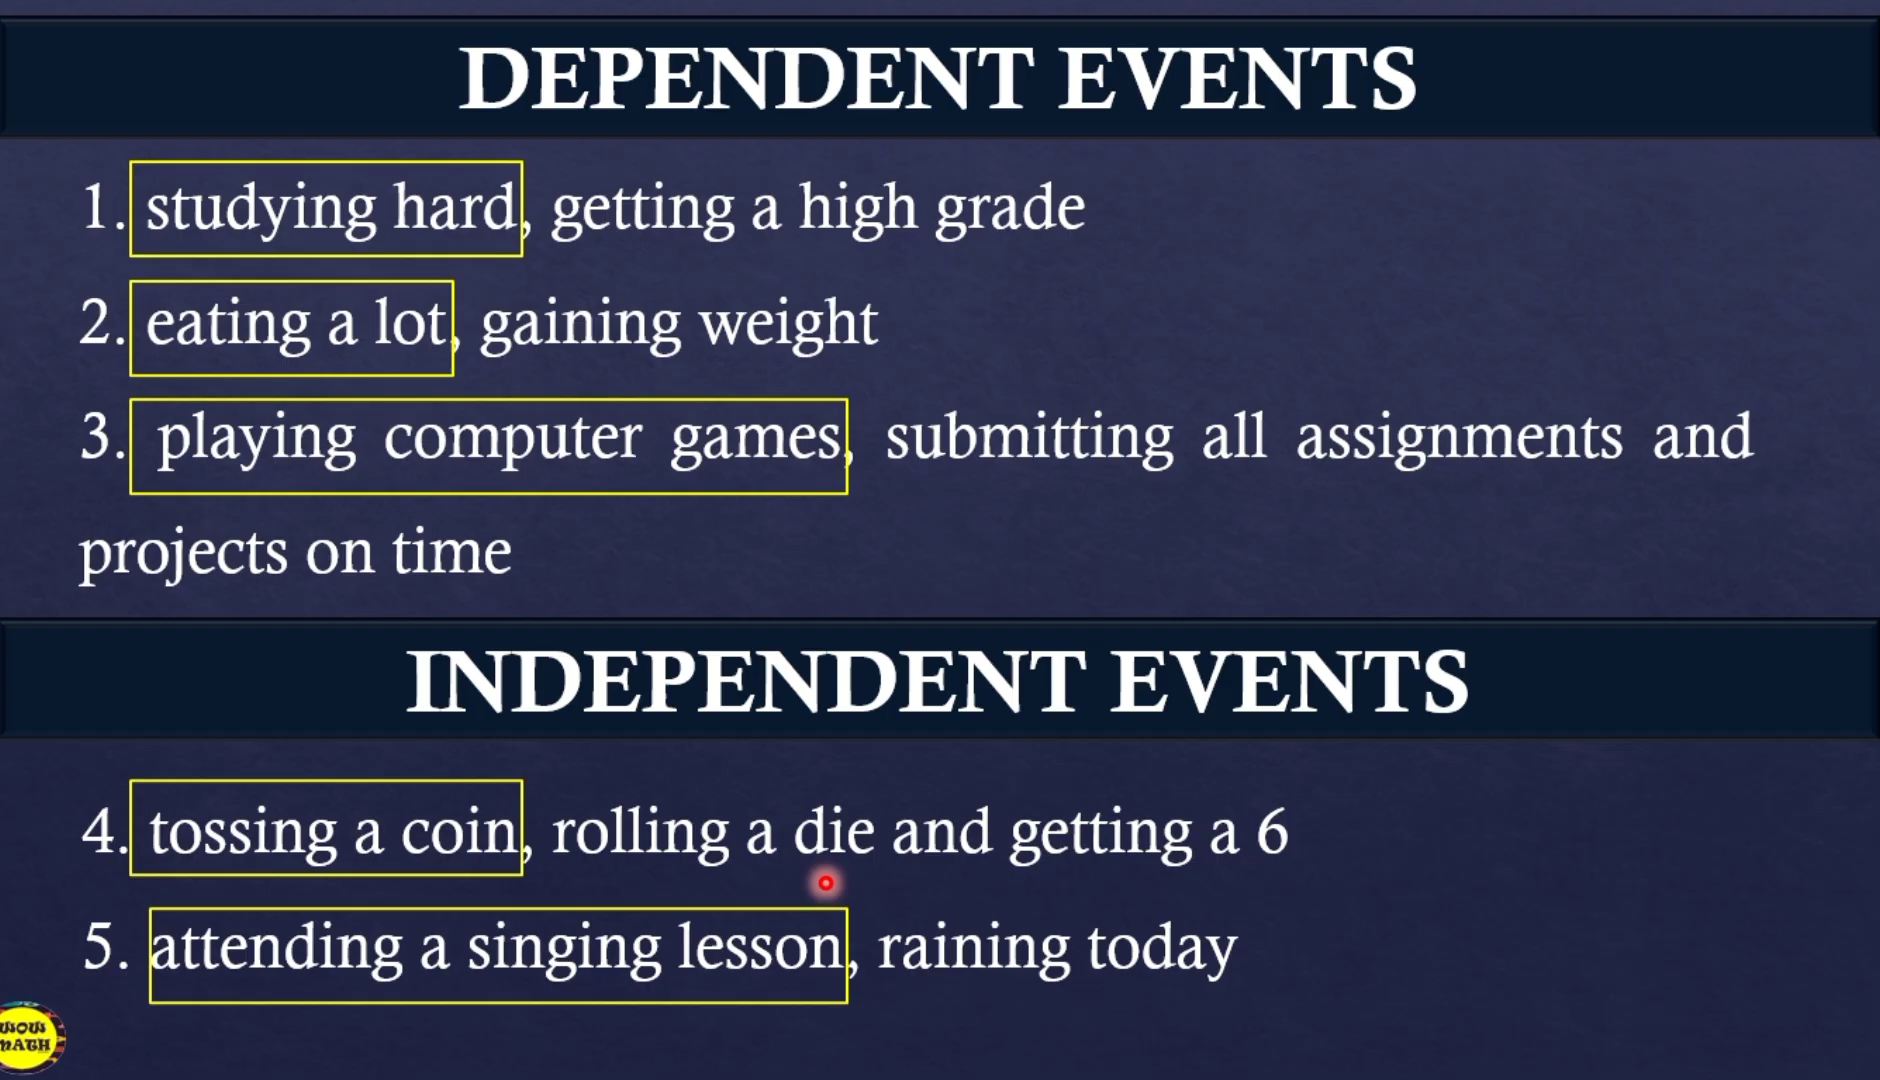 DEPENDENT EVENTS
1. studying hard, getting a high grade
2. eating a lot, gaining weight
3. playing computer games, submitting all assignments and
projects on time
INDEPENDENT EVENTS
4. tossing a coin, rolling a die and getting a 6
5. attending a singing lesson, raining today
WOW
MATH